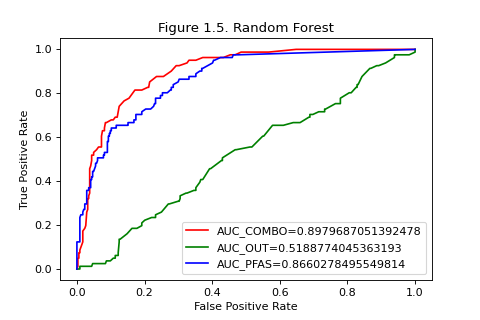 Figure 1.5. Random Forest
True Positive Rate
1.0
0.8
0.6
0.4
0.2
0.0
AUC_COMBO=0.8979687051392478
AUC_OUT=0.5188774045363193
AUC_PFAS=0.8660278495549814
0.0 0.2 0.4 0.6 0.8 1.0
False Positive Rate